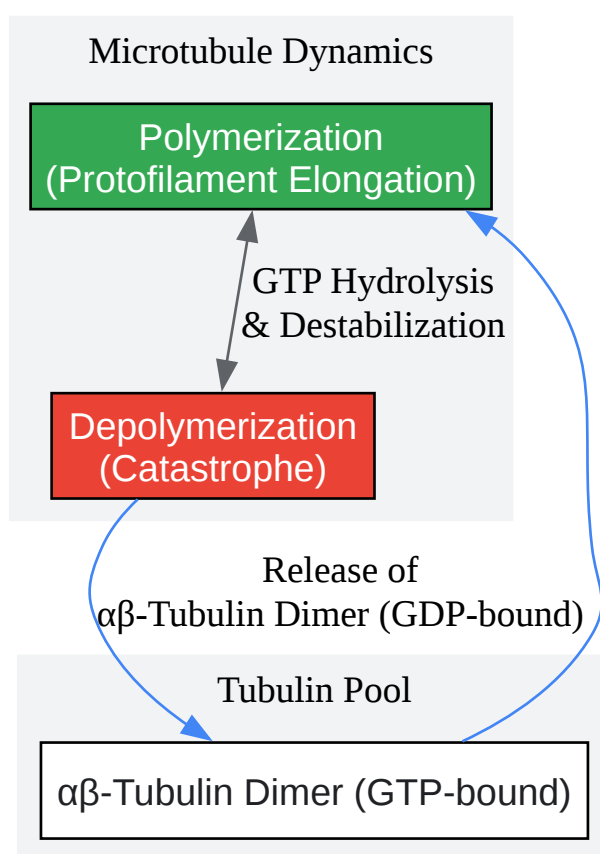 Microtubule Dynamics
Polymerization
(Protofilament Elongation)
GTP Hydrolysis
& Destabilization
Depolymerization
(Catastrophe)
Release of
αβ-Tubulin Dimer (GDP-bound)
Tubulin Pool
αβ-Tubulin Dimer (GTP-bound)